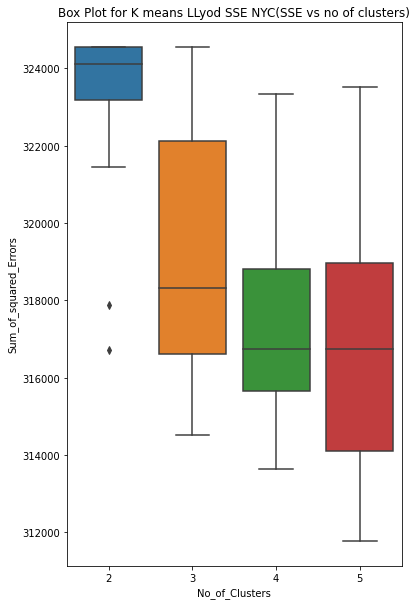 Box Plot for K means LLyod SSE NYC(SSE vs no of clusters)
324000
322000
320000
318000
316000
314000
312000
Sum_of_squared_Errors
2 3 4 5
No_of_Clusters